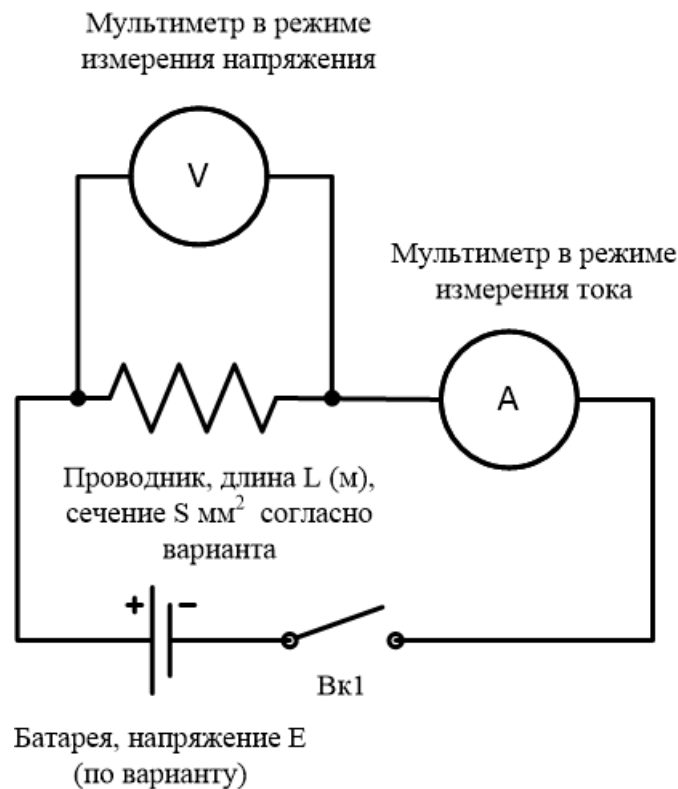 Мультиметр в режиме
измерения напряжения
V
Мультиметр в режиме
измерения тока
A
Проводник, длина L (м),
сечение S мм² согласно
варианта
+ −
Вк1
Батарея, напряжение E
(по варианту)